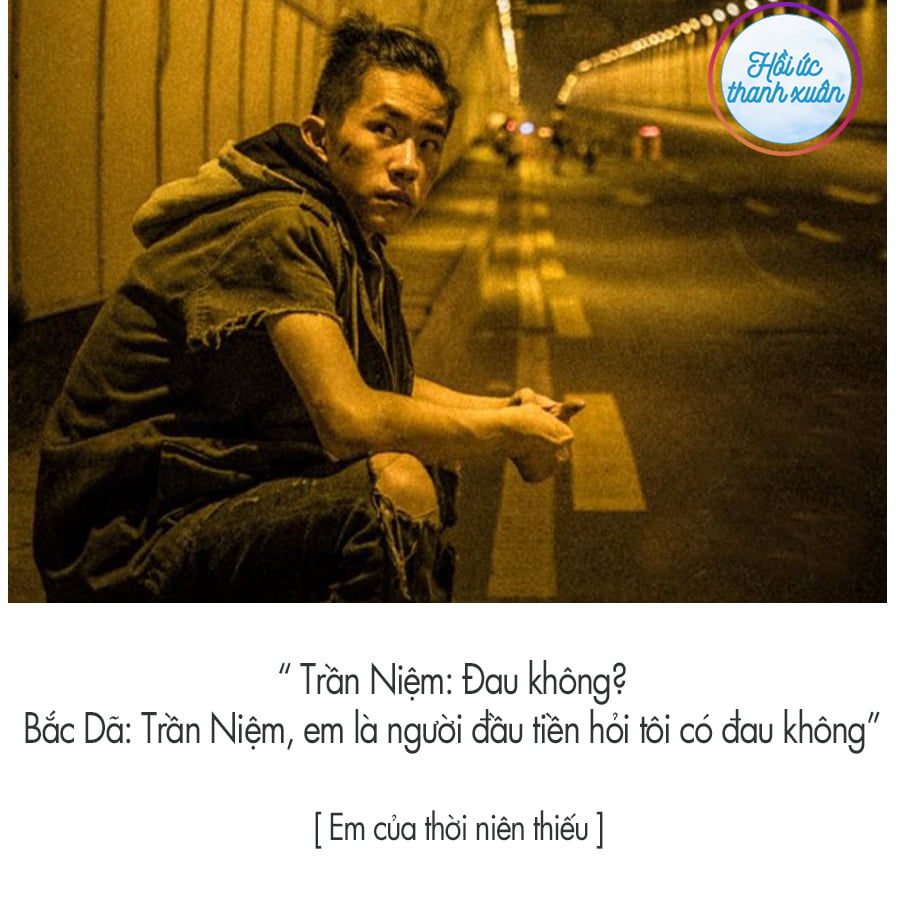 Hồi ức
thanh xuân
“ Trần Niệm: Đau không?
Bắc Dã: Trần Niệm, em là người đầu tiên hỏi tôi có đau không”
[ Em của thời niên thiếu ]